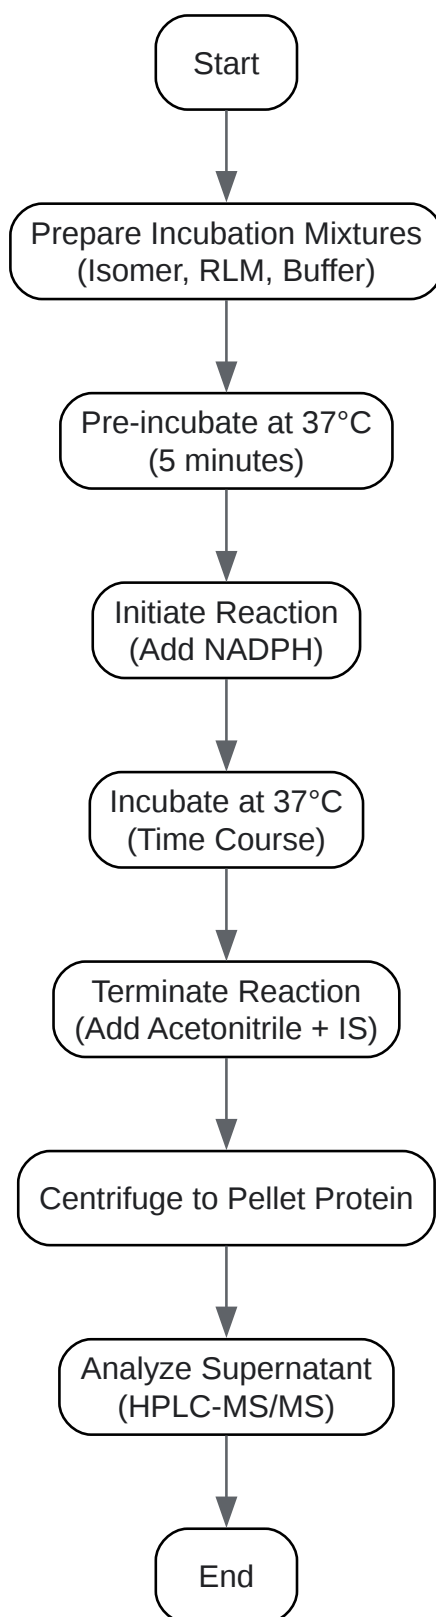 Start
Prepare Incubation Mixtures
(Isomer, RLM, Buffer)
Pre-incubate at 37°C
(5 minutes)
Initiate Reaction
(Add NADPH)
Incubate at 37°C
(Time Course)
Terminate Reaction
(Add Acetonitrile + IS)
Centrifuge to Pellet Protein
Analyze Supernatant
(HPLC-MS/MS)
End